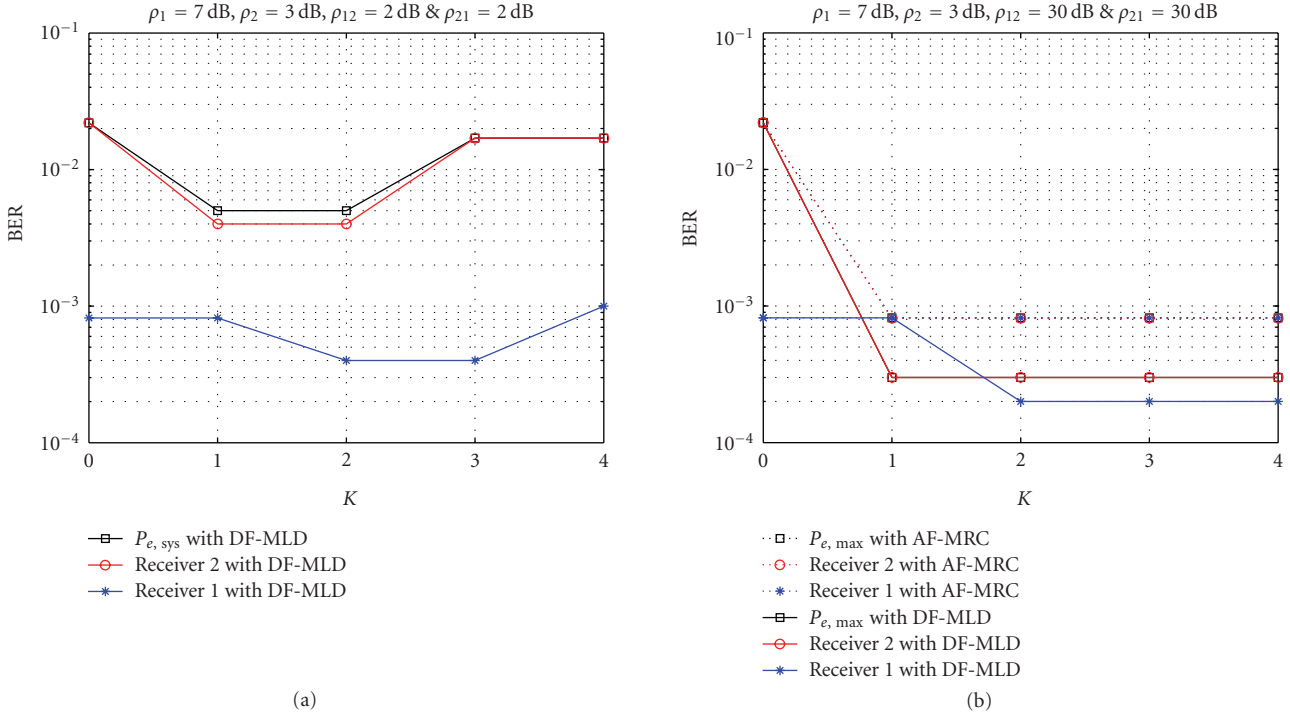 ρ₁ = 7 dB, ρ₂ = 3 dB, ρ₁₂ = 2 dB & ρ₂₁ = 2 dB
10⁻¹
10⁻²
10⁻³
10⁻⁴
BER
0 1 2 3 4
K
Pₑ, sys with DF-MLD
Receiver 2 with DF-MLD
Receiver 1 with DF-MLD
(a)
ρ₁ = 7 dB, ρ₂ = 3 dB, ρ₁₂ = 30 dB & ρ₂₁ = 30 dB
10⁻¹
10⁻²
10⁻³
10⁻⁴
BER
0 1 2 3 4
K
Pₑ, max with AF-MRC
Receiver 2 with AF-MRC
Receiver 1 with AF-MRC
Pₑ, max with DF-MLD
Receiver 2 with DF-MLD
Receiver 1 with DF-MLD
(b)